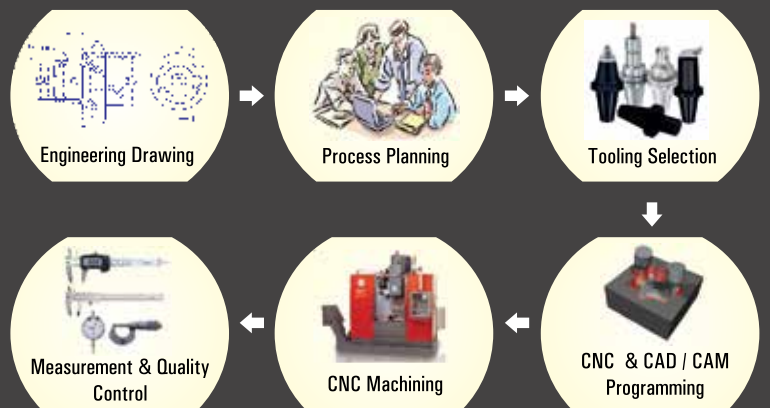 Engineering Drawing
Process Planning
Tooling Selection
CNC & CAD / CAM
Programming
CNC Machining
Measurement & Quality
Control